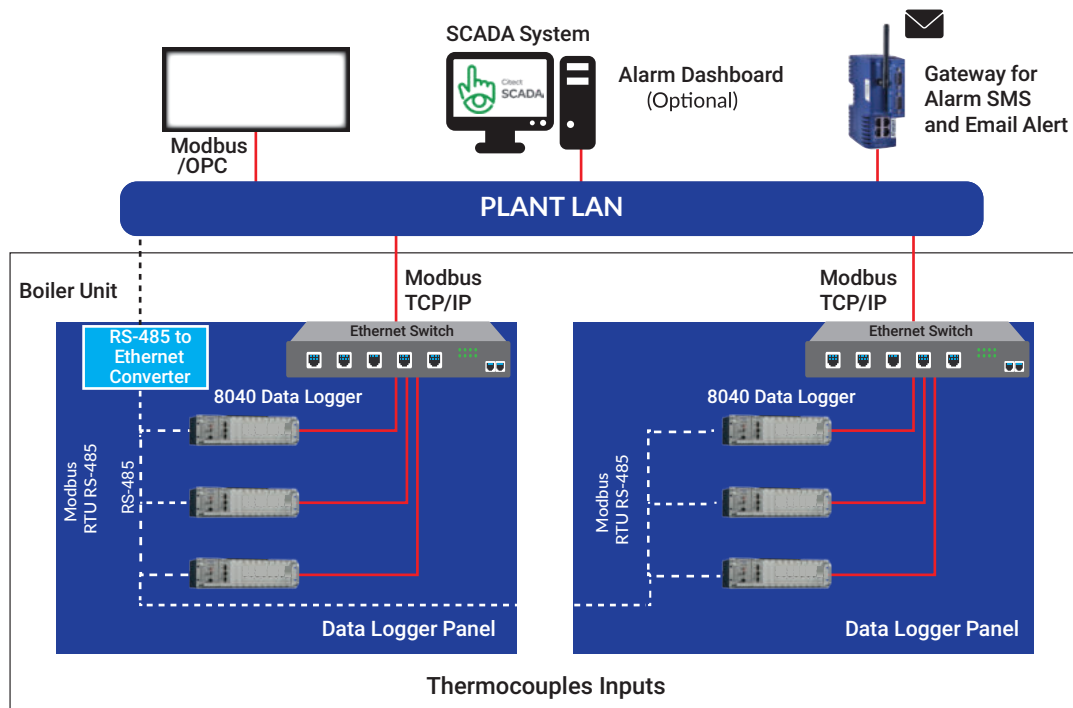 SCADA System
Citect
SCADA
Alarm Dashboard
(Optional)
Gateway for
Alarm SMS
and Email Alert
Modbus
/OPC
PLANT LAN
Boiler Unit
Modbus
TCP/IP
Modbus
TCP/IP
RS-485 to
Ethernet
Converter
Ethernet Switch
Ethernet Switch
8040 Data Logger
8040 Data Logger
Modbus
RTU RS-485
RS-485
Modbus
RTU RS-485
Data Logger Panel
Data Logger Panel
Thermocouples Inputs